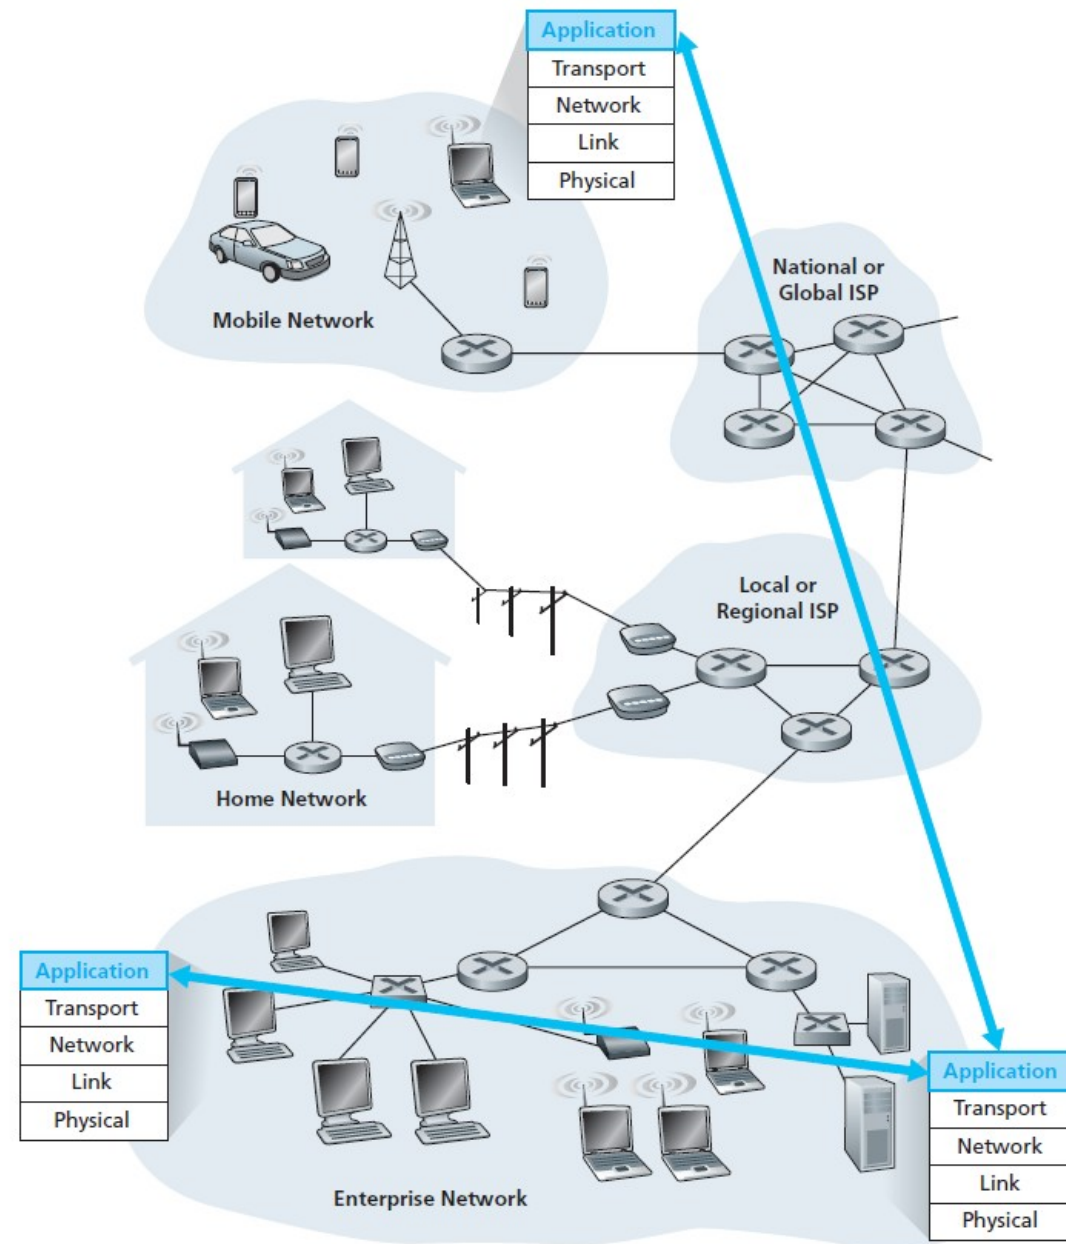 Application
Transport
Network
Link
Physical
National or
Global ISP
Mobile Network
Local or
Regional ISP
Home Network
Application
Transport
Network
Link
Physical
Application
Transport
Network
Link
Physical
Enterprise Network